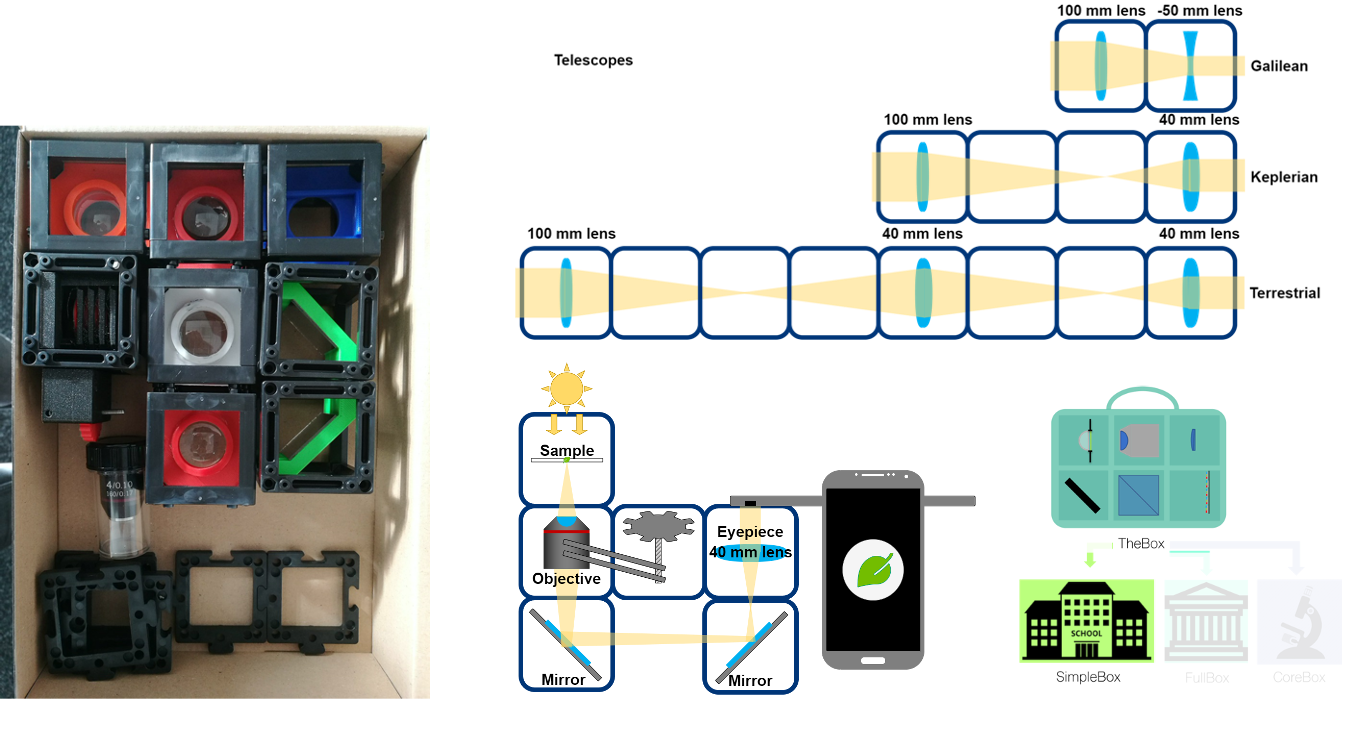 100 mm lens -50 mm lens
Telescopes
Galilean
100 mm lens 40 mm lens
Keplerian
100 mm lens 40 mm lens 40 mm lens
Terrestrial
Sample
Eyepiece
40 mm lens
Objective
Mirror
Mirror
4/0.10
160/0.17
TheBox
SCHOOL
SimpleBox FullBox CoreBox